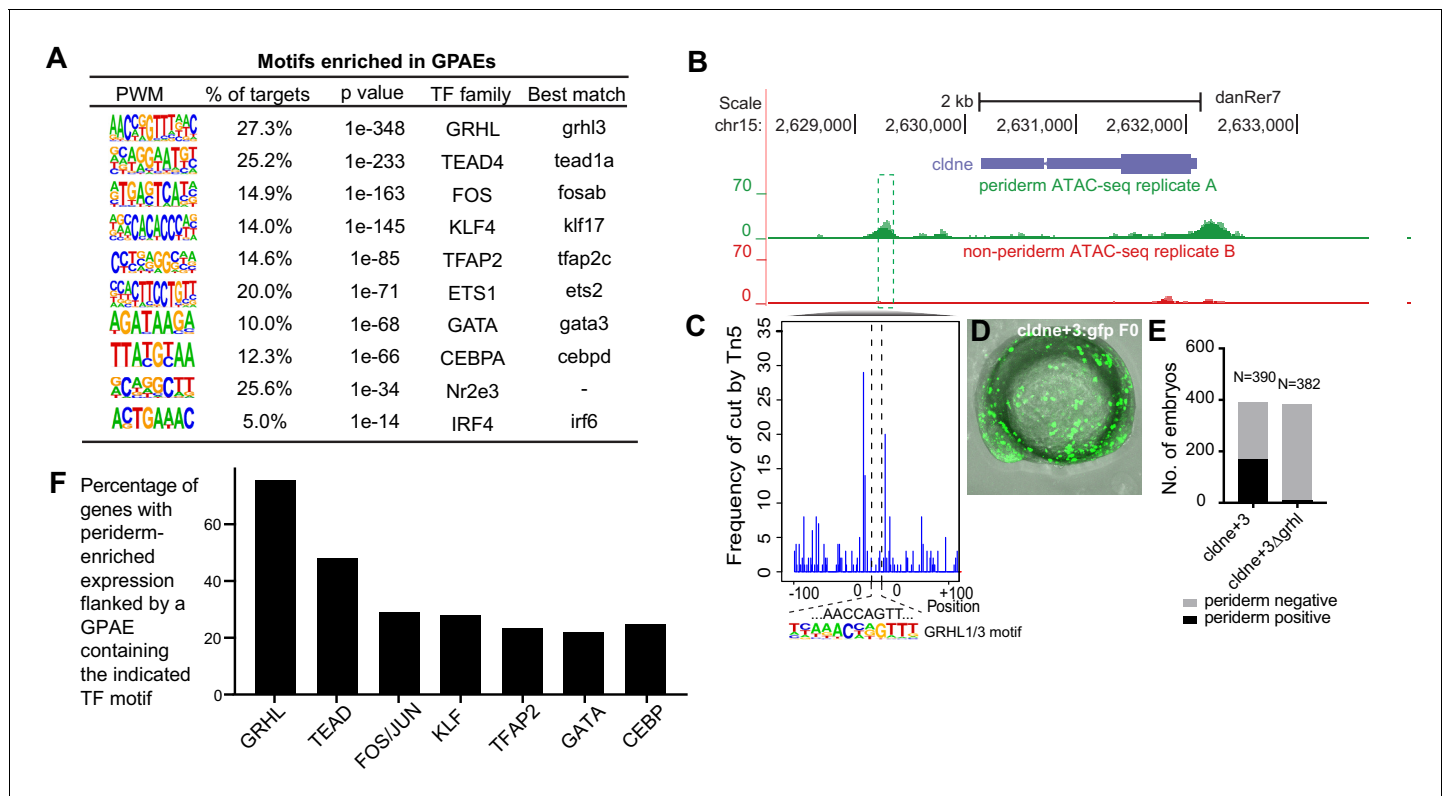 A
Motifs enriched in GPAEs
PWM % of targets p value TF family Best match
27.3% 1e-348 GRHL grhl3
25.2% 1e-233 TEAD4 tead1a
14.9% 1e-163 FOS fosab
14.0% 1e-145 KLF4 klf17
14.6% 1e-85 TFAP2 tfap2c
20.0% 1e-71 ETS1 ets2
AGATAAGA 10.0% 1e-68 GATA gata3
12.3% 1e-66 CEBPA cebpd
25.6% 1e-34 Nr2e3 -
5.0% 1e-14 IRF4 irf6
B
Scale 2 kb danRer7
chr15: 2,629,000 2,630,000 2,631,000 2,632,000 2,633,000
cldne
periderm ATAC-seq replicate A
70
0
non-periderm ATAC-seq replicate B
70
0
C
Frequency of cut by Tn5
35
30
25
20
15
10
5
0
-100 0 0 +100
Position
...AACCAGTT...
GRHL1/3 motif
D cldne+3:gfp F0
E
No. of embryos
600
400
200
0
N=390 N=382
cldne+3 cldne+3Δgrhl
periderm negative
periderm positive
F
Percentage of
genes with
periderm-
enriched
expression
flanked by a
GPAE
containing
the indicated
TF motif
60
40
20
0
GRHL TEAD FOS/JUN KLF TFAP2 GATA CEBP